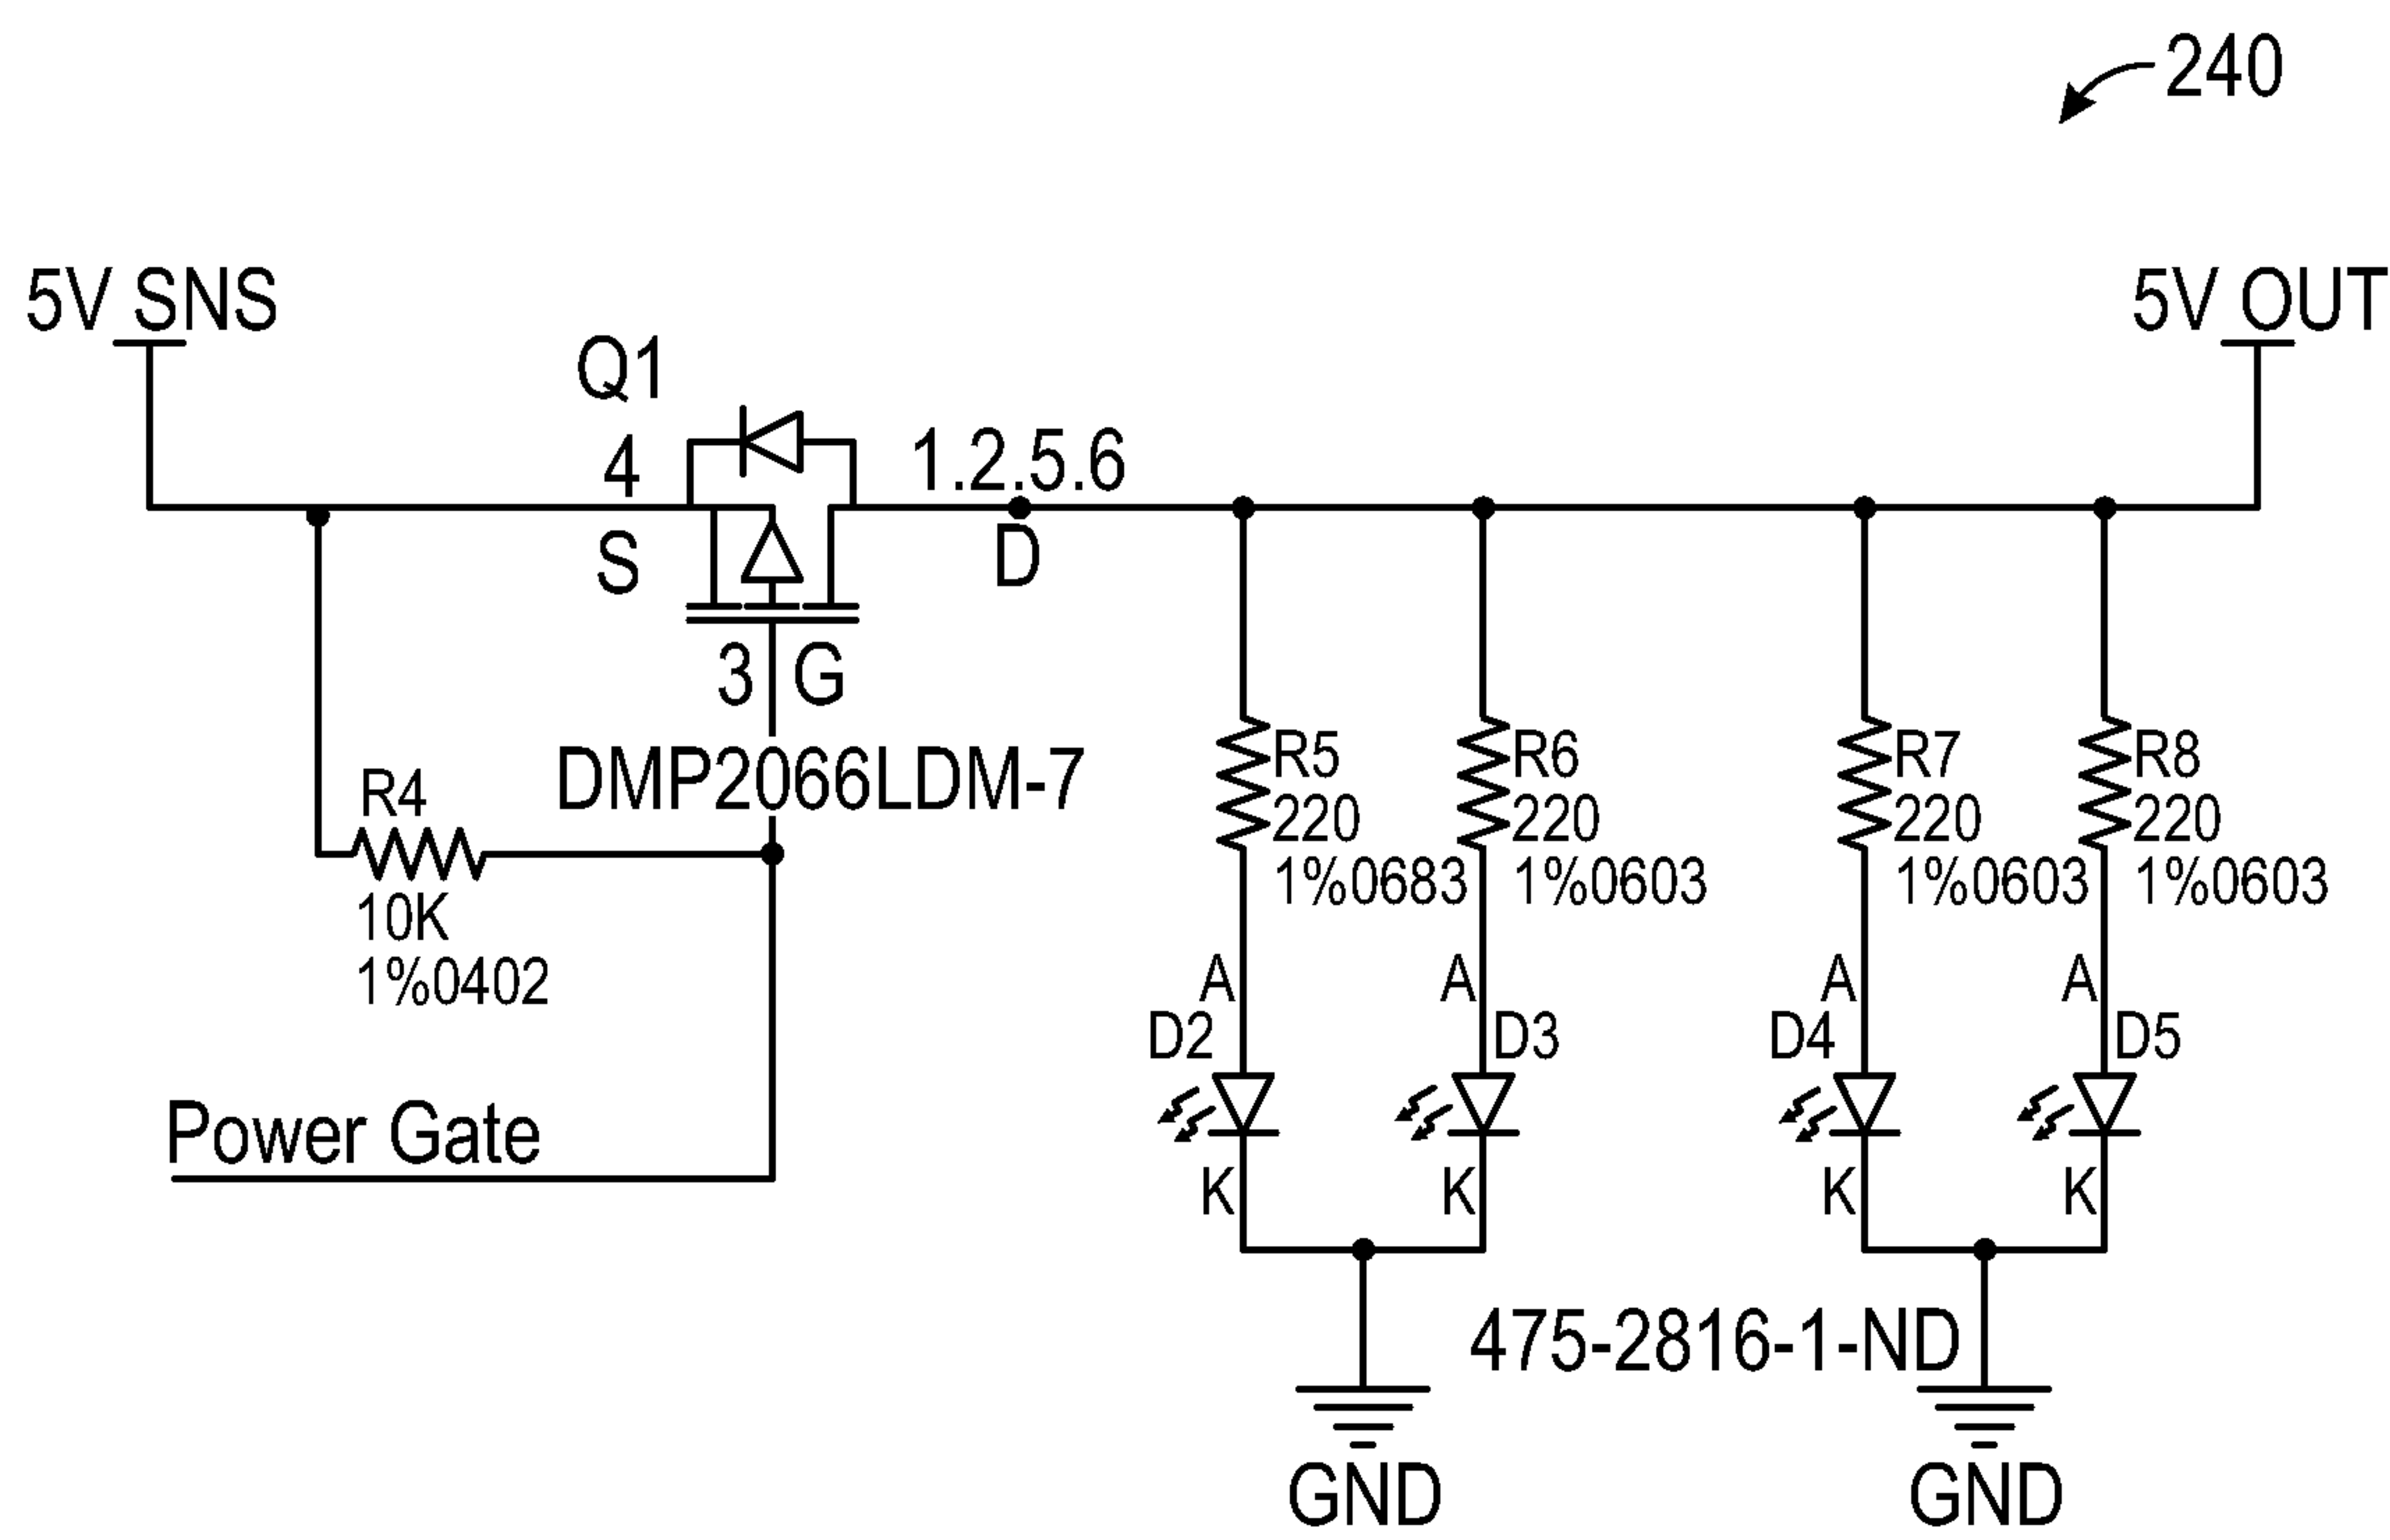 240
5V SNS
5V OUT
Q1
4
1.2.5.6
S
D
3 G
DMP2066LDM-7
R4
10K
1%0402
R5
220
1%0683
R6
220
1%0603
R7
220
1%0603
R8
220
1%0603
A
A
A
A
D2
D3
D4
D5
Power Gate
K
K
K
K
475-2816-1-ND
GND
GND